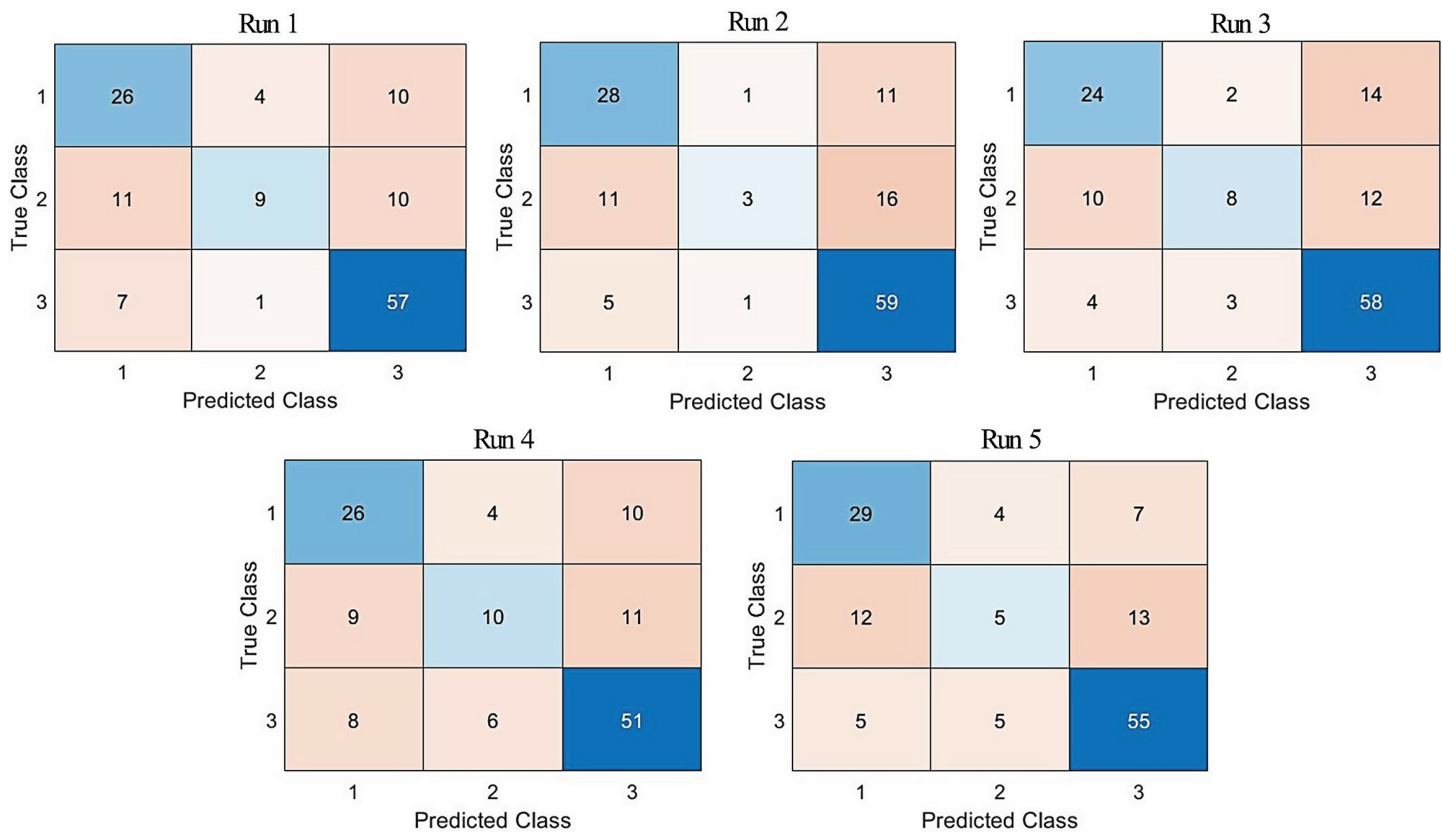 Run 1
True Class
1 26 4 10
2 11 9 10
3 7 1 57
1 2 3
Predicted Class
Run 2
True Class
1 28 1 11
2 11 3 16
3 5 1 59
1 2 3
Predicted Class
Run 3
True Class
1 24 2 14
2 10 8 12
3 4 3 58
1 2 3
Predicted Class
Run 4
True Class
1 26 4 10
2 9 10 11
3 8 6 51
1 2 3
Predicted Class
Run 5
True Class
1 29 4 7
2 12 5 13
3 5 5 55
1 2 3
Predicted Class